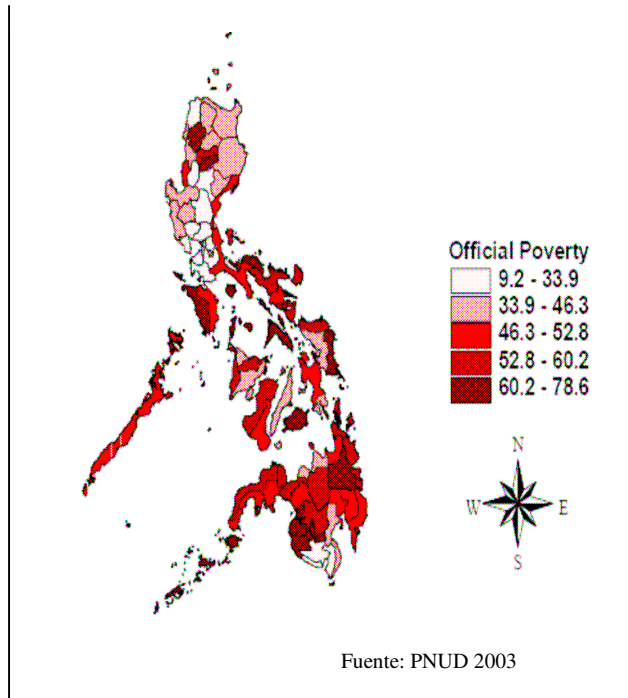 Official Poverty
9.2 - 33.9
33.9 - 46.3
46.3 - 52.8
52.8 - 60.2
60.2 - 78.6
N
W E
S
Fuente: PNUD 2003